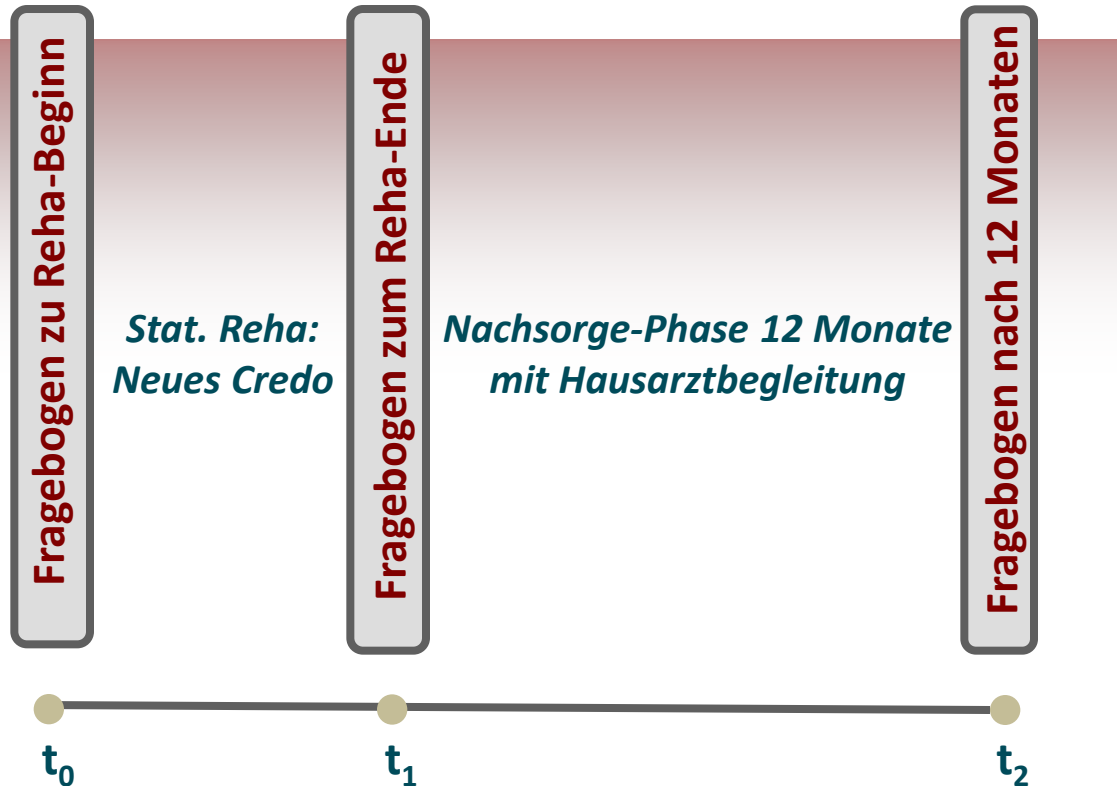 Fragebogen zu Reha-Beginn
Stat. Reha:
Neues Credo
Fragebogen zum Reha-Ende
Nachsorge-Phase 12 Monate
mit Hausarztbegleitung
Fragebogen nach 12 Monaten
t₀
t₁
t₂